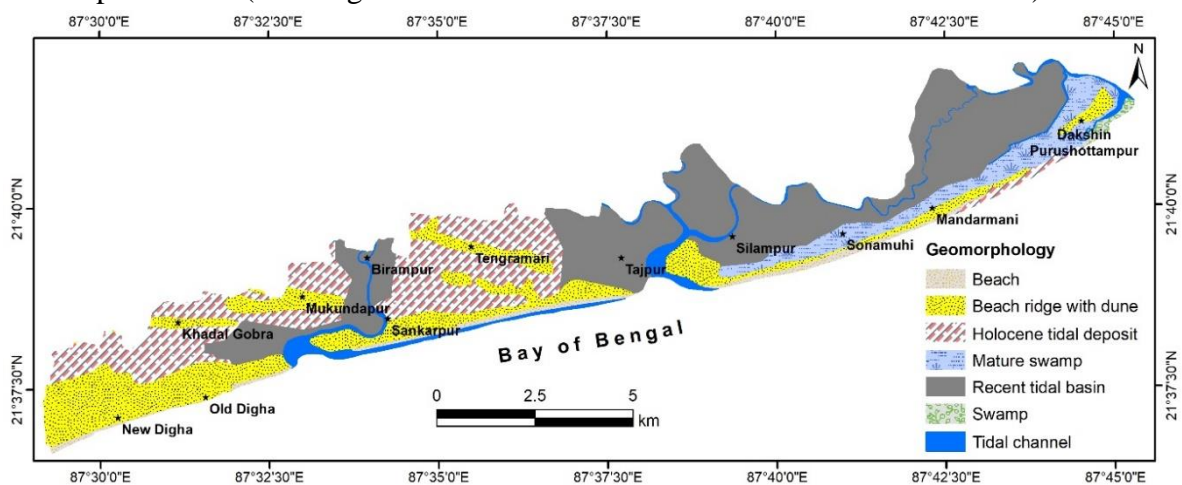 87°30'0"E 87°32'30"E 87°35'0"E 87°37'30"E 87°40'0"E 87°42'30"E 87°45'0"E
N
Dakshin
Purushottampur
21°40'0"N
21°40'0"N
Mandarmani
Silampur
Sonamuhi
Tengramari
Birampur
Tajpur
Geomorphology
Beach
Mukundapur
Beach ridge with dune
Khadal Gobra
Sankarpur
Holocene tidal deposit
Bay of Bengal
Mature swamp
21°37'30"N
21°37'30"N
Recent tidal basin
0 2.5 5
km
Old Digha
Swamp
New Digha
Tidal channel
87°30'0"E 87°32'30"E 87°35'0"E 87°37'30"E 87°40'0"E 87°42'30"E 87°45'0"E